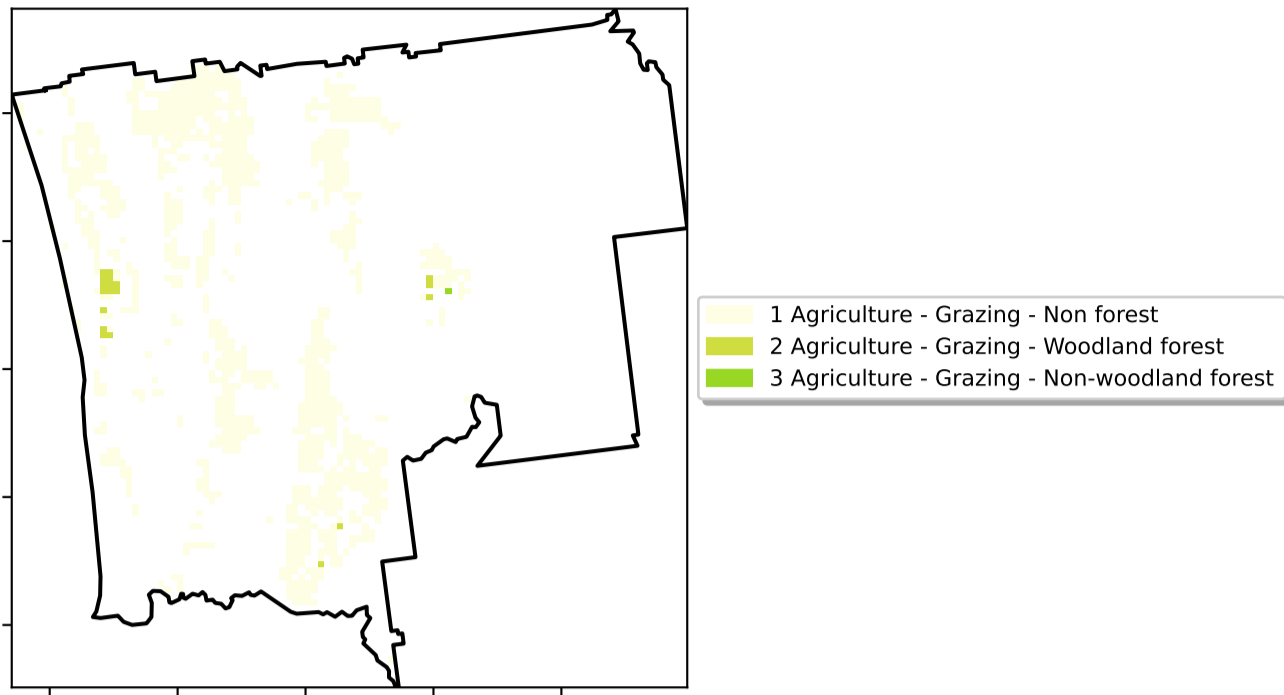 1 Agriculture - Grazing - Non forest
2 Agriculture - Grazing - Woodland forest
3 Agriculture - Grazing - Non-woodland forest